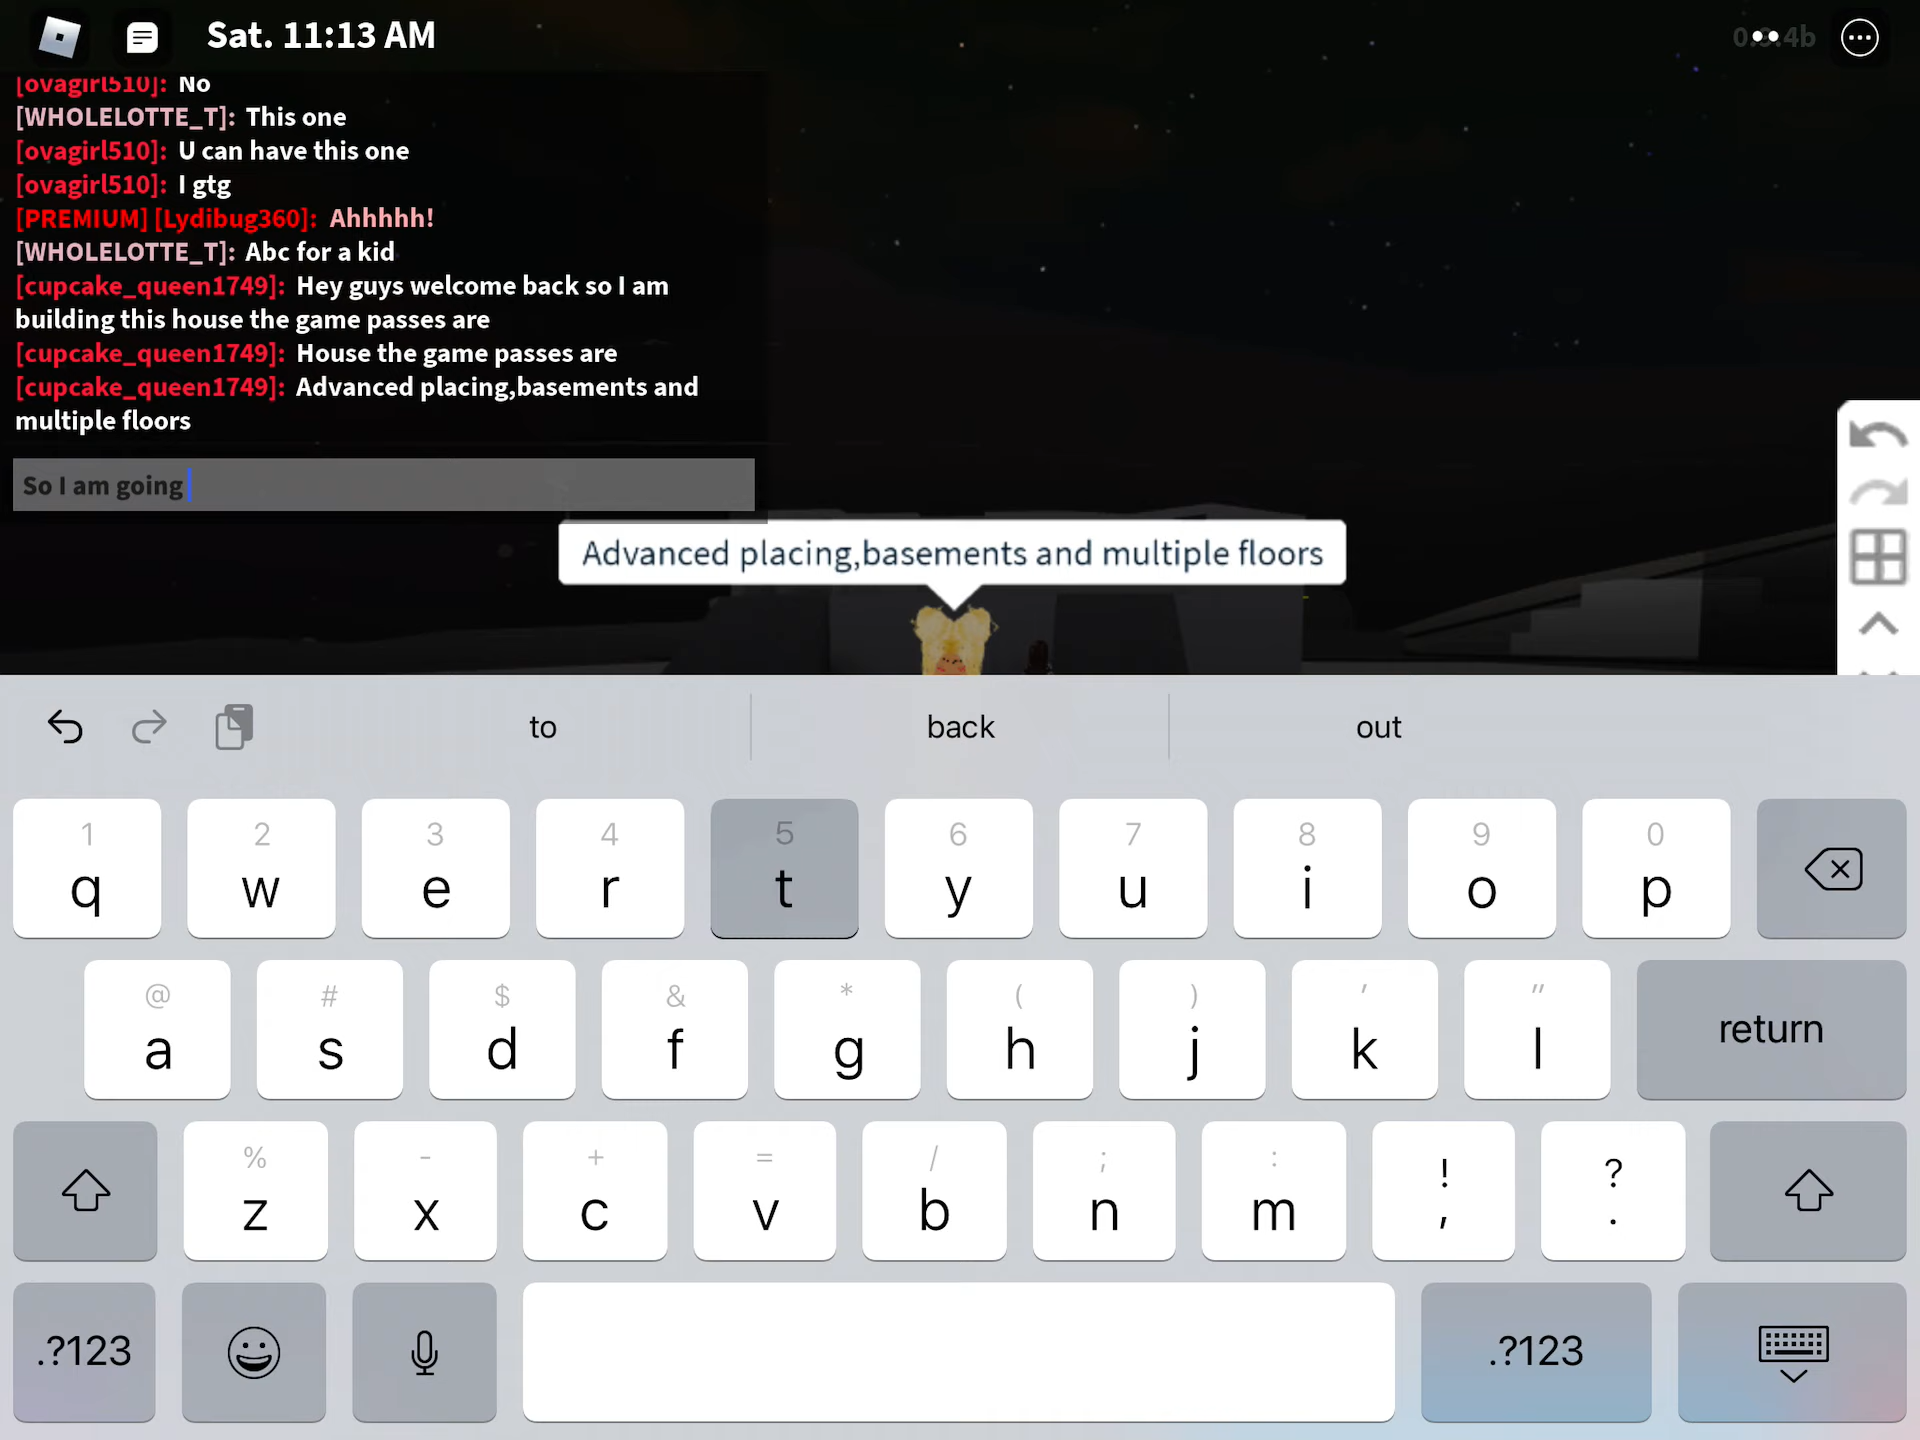 Sat. 11:13 AM
[ovagirl510]: No
[WHOLELOTTE_T]: This one
[ovagirl510]: U can have this one
[ovagirl510]: I gtg
[PREMIUM] [Lydibug360]: Ahhhhh!
[WHOLELOTTE_T]: Abc for a kid
[cupcake_queen1749]: Hey guys welcome back so I am
building this house the game passes are
[cupcake_queen1749]: House the game passes are
[cupcake_queen1749]: Advanced placing,basements and
multiple floors
So I am going
Advanced placing,basements and multiple floors
to back out
1 2 3 4 5 6 7 8 9 0
q w e r t y u i o p
@ # $ & * ( ) ' "
a s d f g h j k l return
% - + = / ; : ! ?
z x c v b n m , .
.?123 .?123